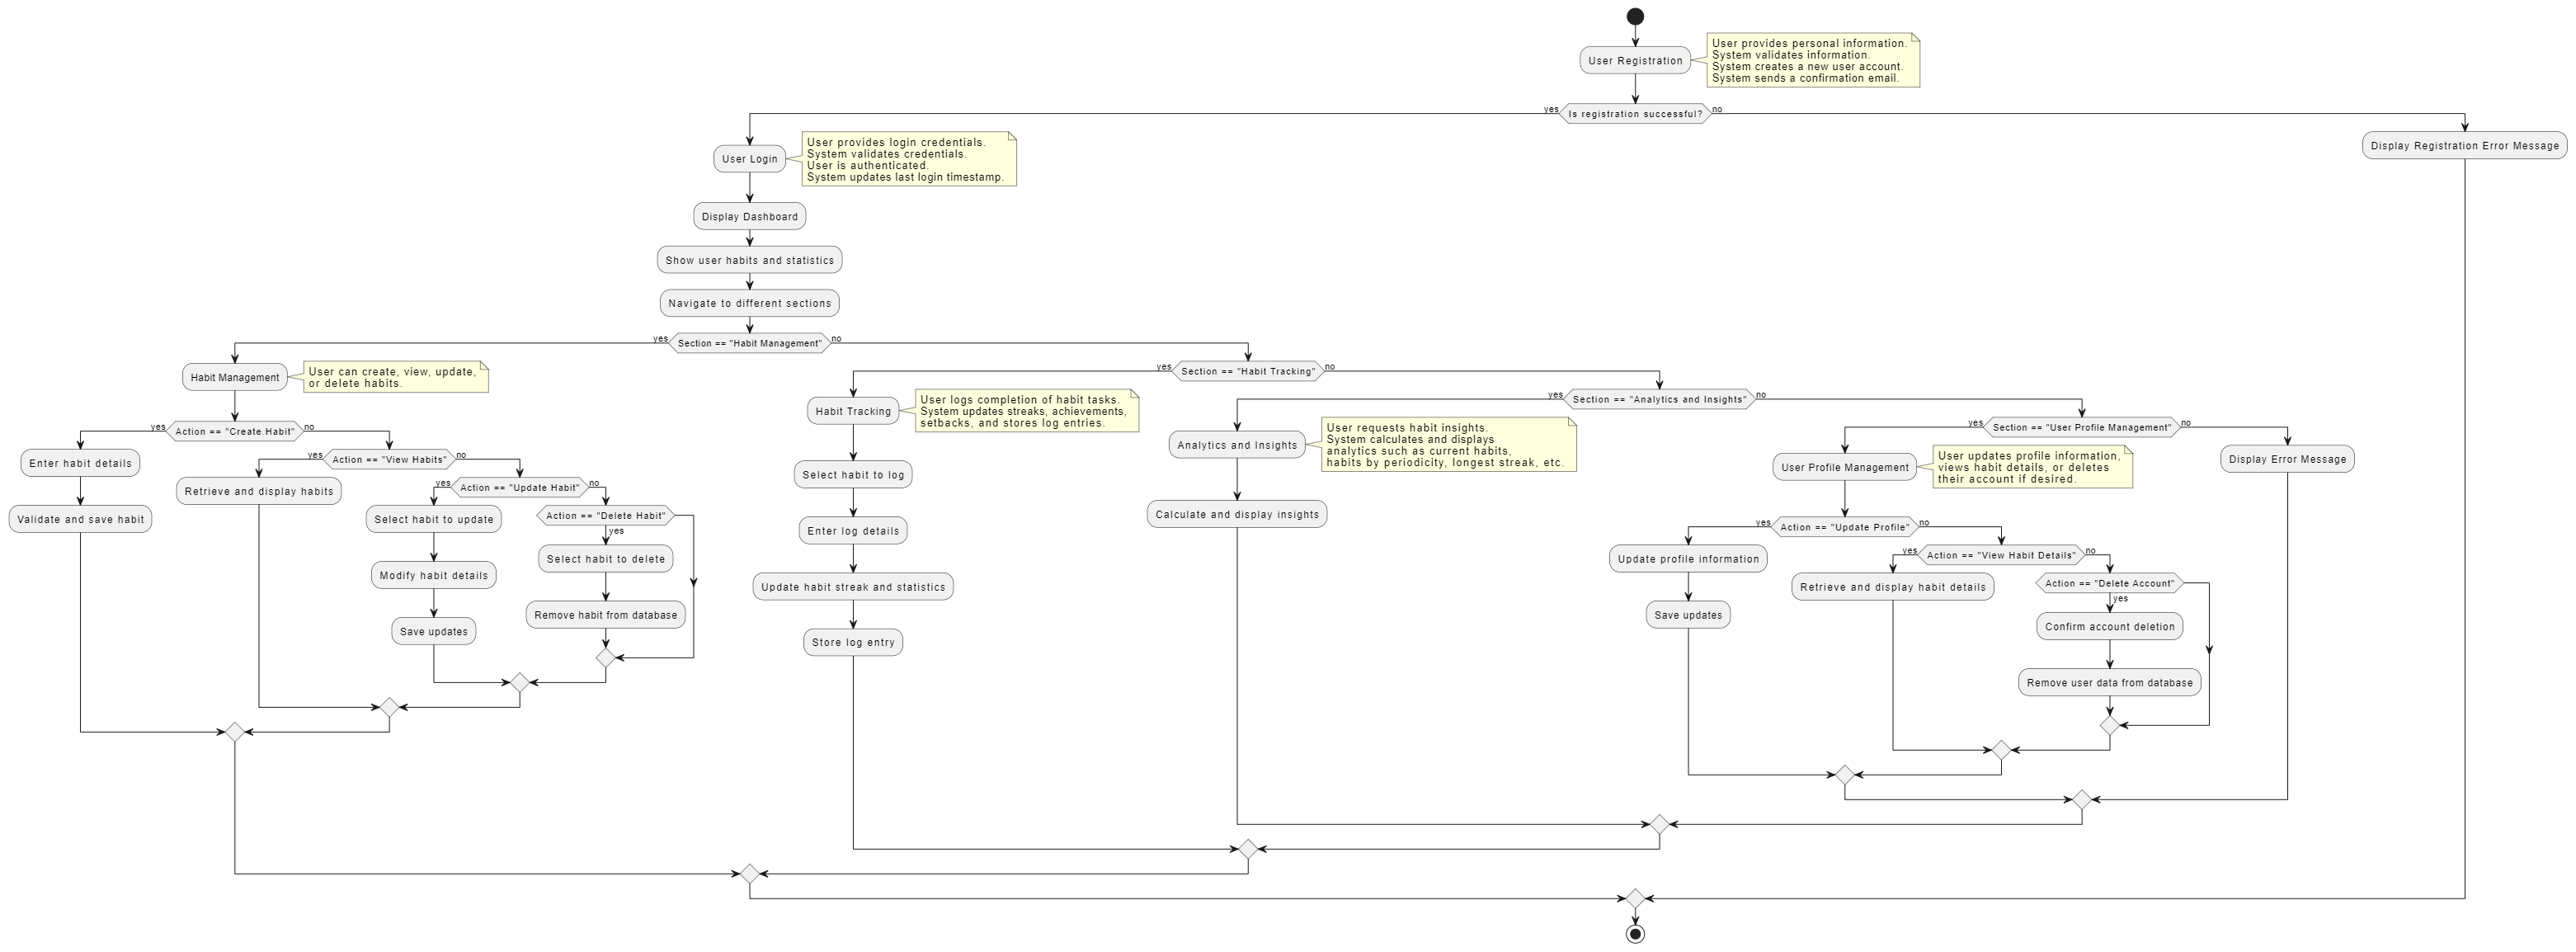 User Registration
User provides personal information.
System validates information.
System creates a new user account.
System sends a confirmation email.
yes
Is registration successful?
no
User Login
User provides login credentials.
System validates credentials.
User is authenticated.
System updates last login timestamp.
Display Registration Error Message
Display Dashboard
Show user habits and statistics
Navigate to different sections
yes
Section == "Habit Management"
no
Habit Management
User can create, view, update,
or delete habits.
yes
Action == "Create Habit"
no
Enter habit details
Validate and save habit
yes
Action == "View Habits"
no
Retrieve and display habits
yes
Action == "Update Habit"
no
Select habit to update
Modify habit details
Save updates
Action == "Delete Habit"
yes
Select habit to delete
Remove habit from database
yes
Section == "Habit Tracking"
no
Habit Tracking
User logs completion of habit tasks.
System updates streaks, achievements,
setbacks, and stores log entries.
Select habit to log
Enter log details
Update habit streak and statistics
Store log entry
yes
Section == "Analytics and Insights"
no
Analytics and Insights
User requests habit insights.
System calculates and displays
analytics such as current habits,
habits by periodicity, longest streak, etc.
Calculate and display insights
yes
Section == "User Profile Management"
no
User Profile Management
User updates profile information,
views habit details, or deletes
their account if desired.
Display Error Message
yes
Action == "Update Profile"
no
Update profile information
Save updates
yes
Action == "View Habit Details"
no
Retrieve and display habit details
Action == "Delete Account"
yes
Confirm account deletion
Remove user data from database